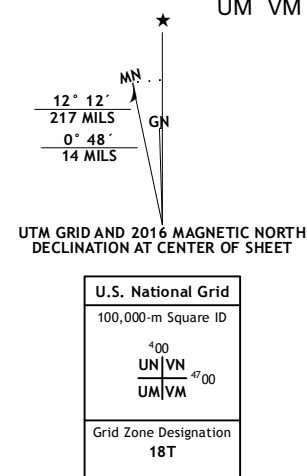 UM VM
★
MN
12° 12´
217 MILS
GN
0° 48´
14 MILS
UTM GRID AND 2016 MAGNETIC NORTH
DECLINATION AT CENTER OF SHEET
U.S. National Grid
100,000-m Square ID
400
UN VN
4700
UM VM
Grid Zone Designation
18T